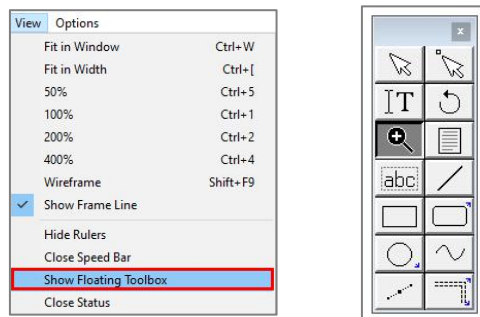 View Options
Fit in Window Ctrl+W
Fit in Width Ctrl+[
50% Ctrl+5
100% Ctrl+1
200% Ctrl+2
400% Ctrl+4
Wireframe Shift+F9
Show Frame Line
Hide Rulers
Close Speed Bar
Show Floating Toolbox
Close Status
x
T
abc